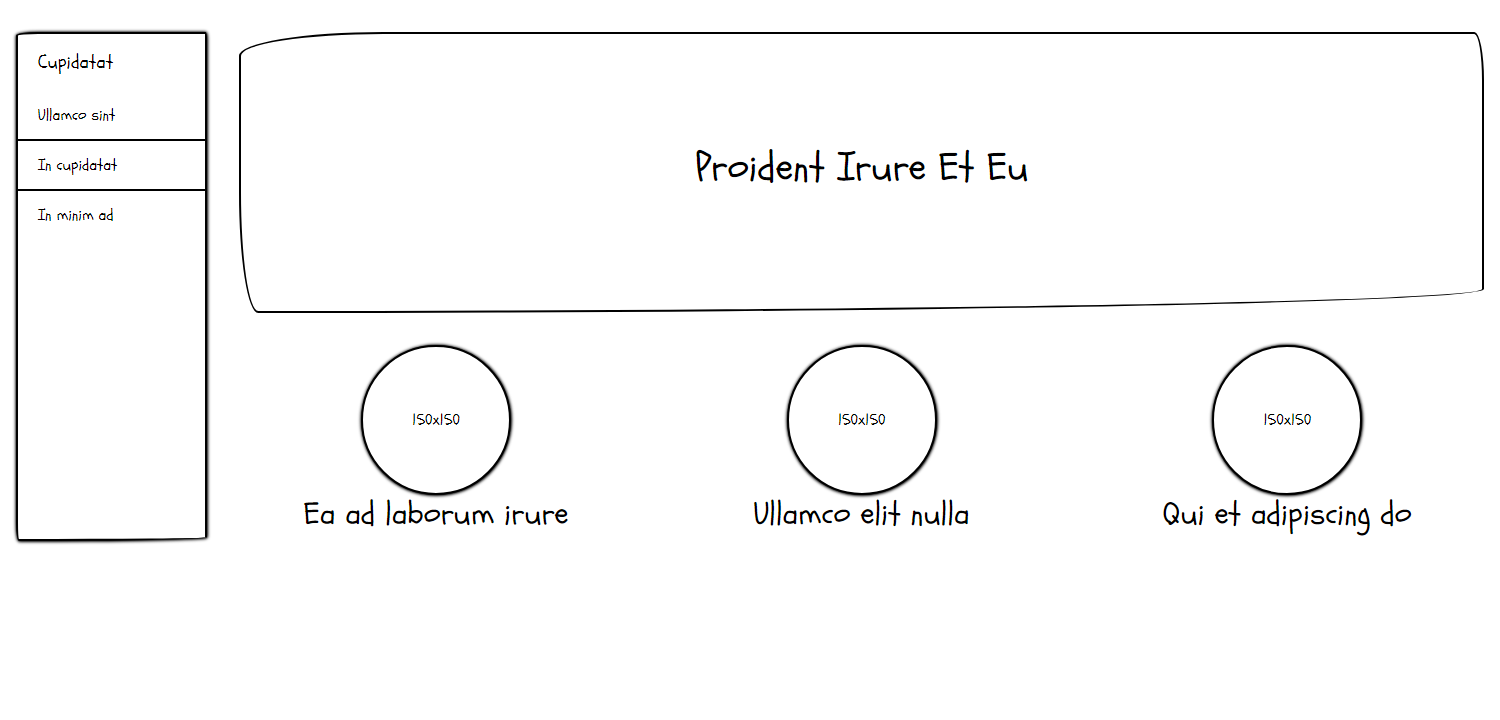 Cupidatat
Ullamco sint
In cupidatat
In minim ad
Proident Irure Et Eu
150x150
150x150
150x150
Ea ad laborum irure
Ullamco elit nulla
Qui et adipiscing do